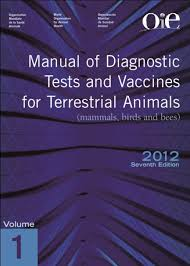 Organisation
Mondiale
de la Santé
Animale
World
Organisation
for Animal
Health
Organización
Mundial
de Sanidad
Animal
Oie
Manual of Diagnostic
Tests and Vaccines
for Terrestrial Animals
(mammals, birds and bees)
2012
Seventh Edition
Volume
1